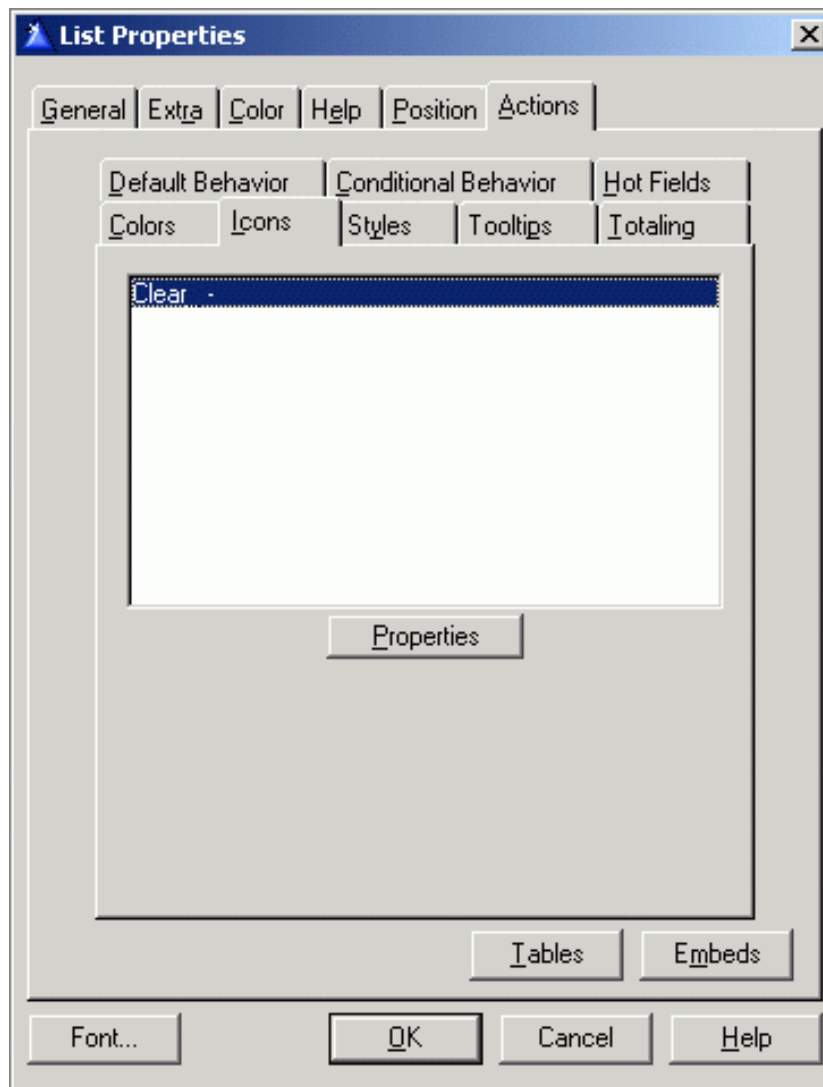 List Properties
General Extra Color Help Position Actions
Default Behavior Conditional Behavior Hot Fields
Colors Icons Styles Tooltips Totaling
Clear -
Properties
Tables Embeds
Font... OK Cancel Help